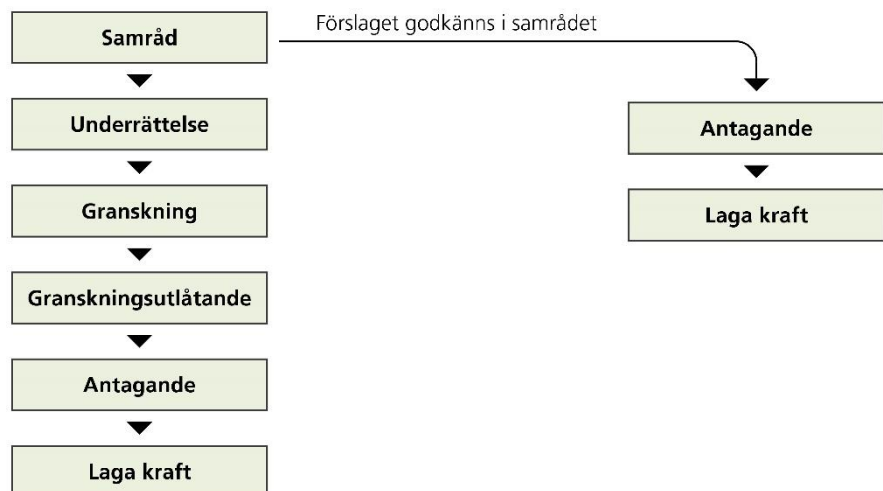 Samråd
Förslaget godkänns i samrådet
Underrättelse
Granskning
Granskningsutlåtande
Antagande
Laga kraft
Antagande
Laga kraft